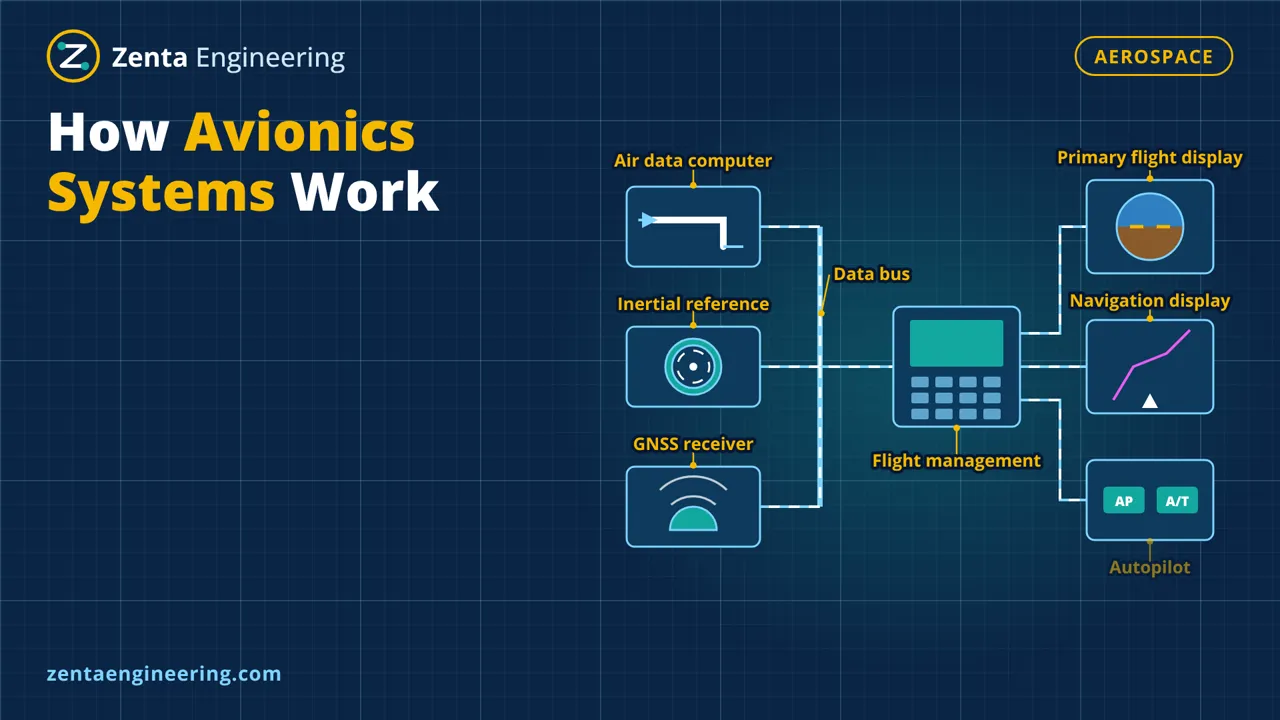 Zenta Engineering
AEROSPACE
How Avionics
Systems Work
Air data computer
Primary flight display
Data bus
Inertial reference
Navigation display
GNSS receiver
Flight management
AP
A/T
Autopilot
zentaengineering.com